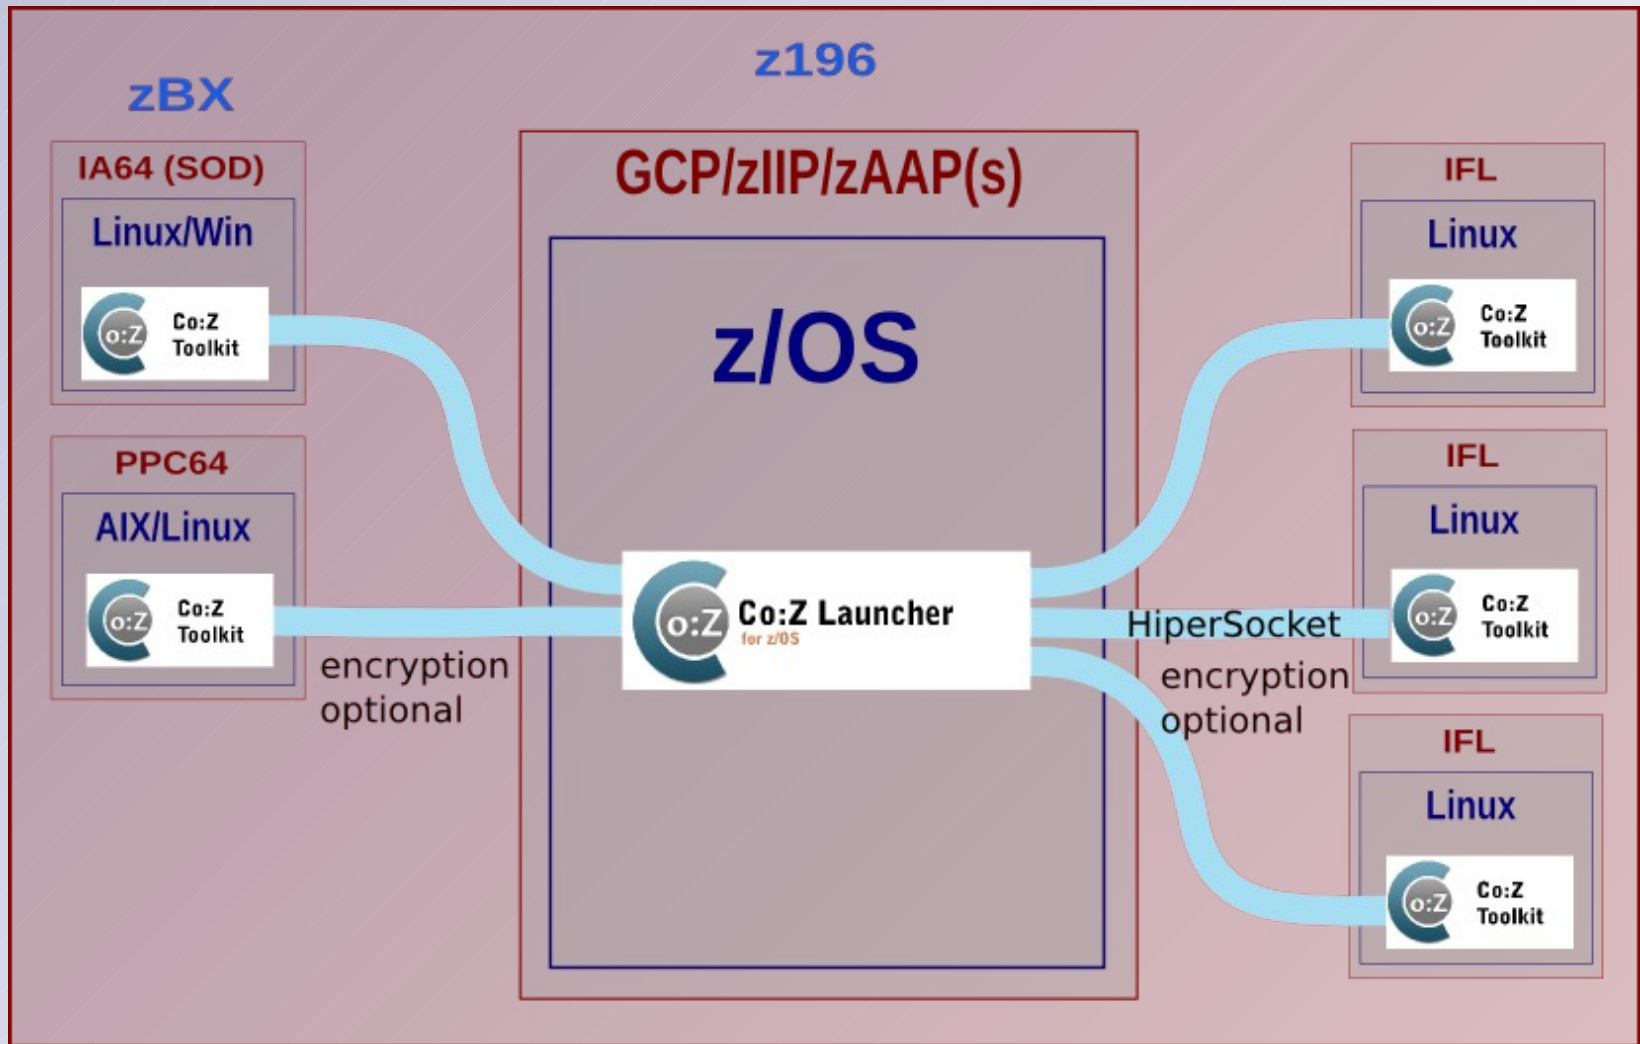 zBX
z196
IA64 (SOD)
Linux/Win
o:Z
Co:Z
Toolkit
PPC64
AIX/Linux
o:Z
Co:Z
Toolkit
encryption
optional
GCP/zIIP/zAAP(s)
z/OS
o:Z
Co:Z Launcher
for z/OS
HiperSocket
encryption
optional
IFL
Linux
o:Z
Co:Z
Toolkit
IFL
Linux
o:Z
Co:Z
Toolkit
IFL
Linux
o:Z
Co:Z
Toolkit